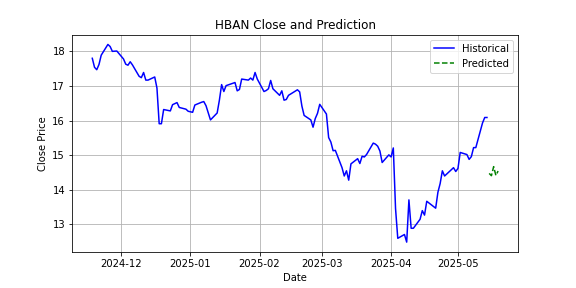 HBAN Close and Prediction
Historical
Predicted
Close Price
18
17
16
15
14
13
2024-12 2025-01 2025-02 2025-03 2025-04 2025-05
Date